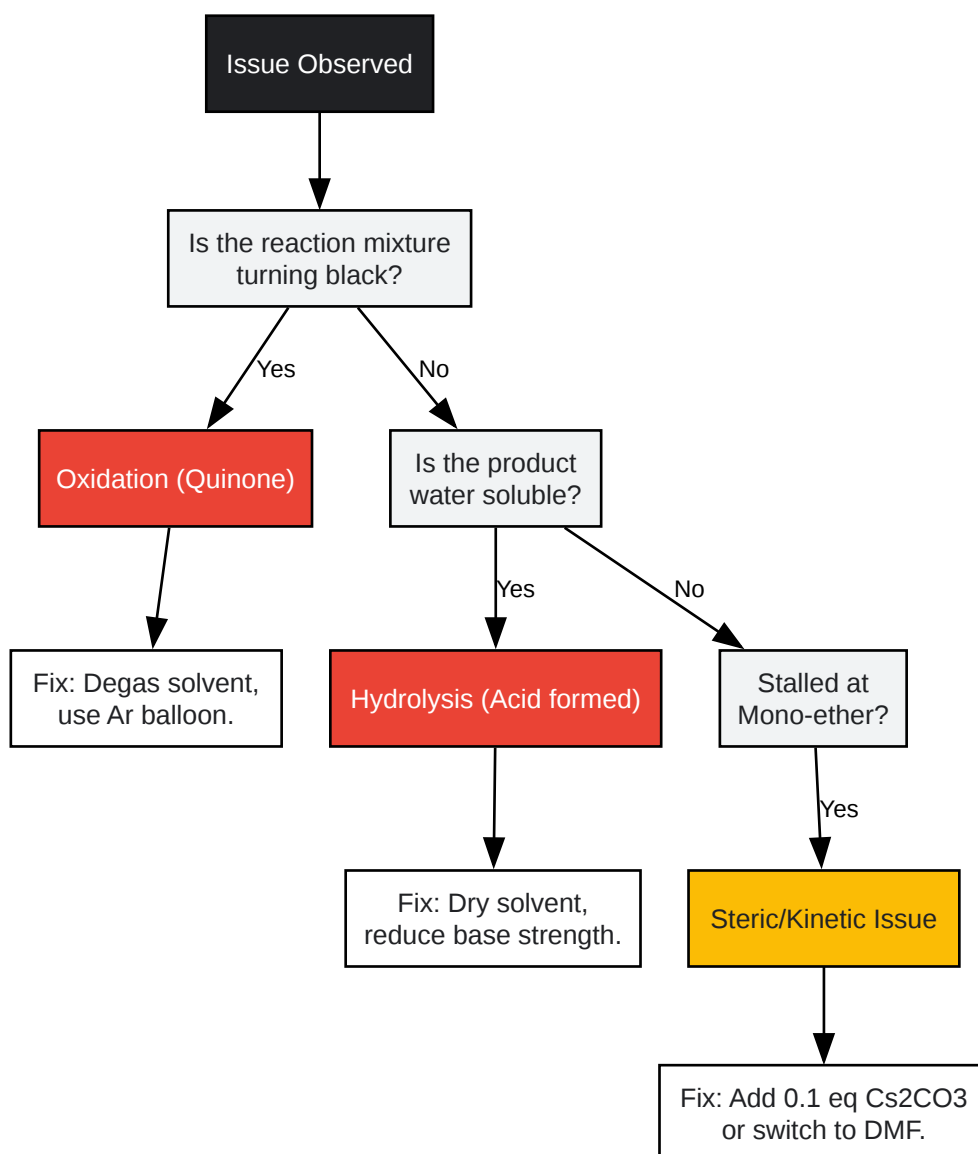 Issue Observed
Is the reaction mixture
turning black?
Yes
No
Oxidation (Quinone)
Is the product
water soluble?
Yes
No
Fix: Degas solvent,
use Ar balloon.
Hydrolysis (Acid formed)
Stalled at
Mono-ether?
Yes
Fix: Dry solvent,
reduce base strength.
Steric/Kinetic Issue
Fix: Add 0.1 eq Cs2CO3
or switch to DMF.